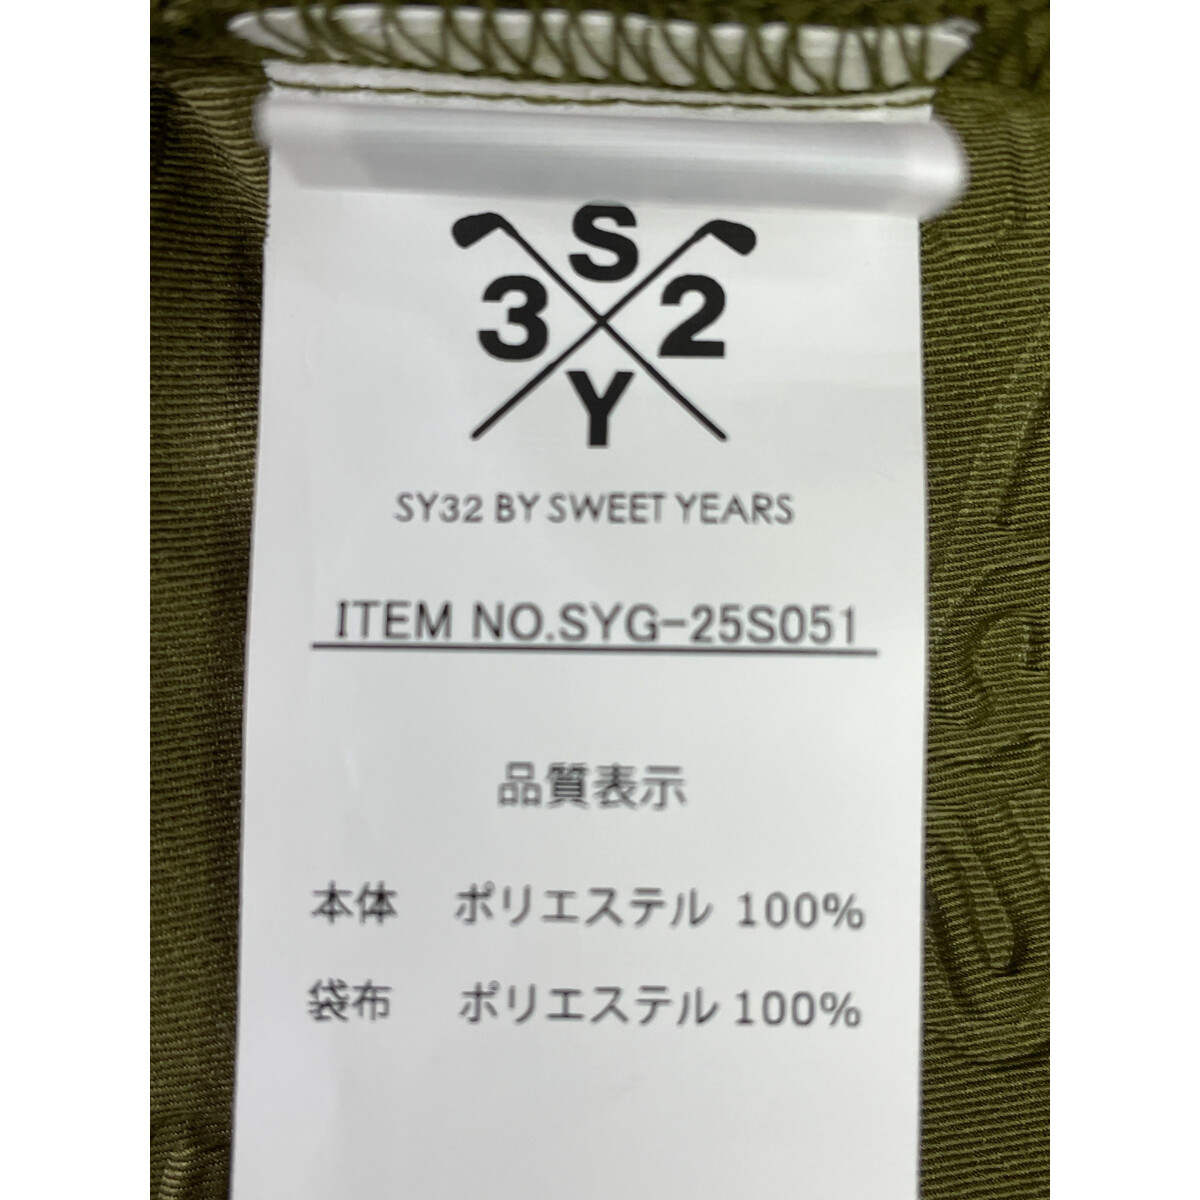 S
3 2
Y
SY32 BY SWEET YEARS
ITEM NO.SYG-25S051
品質表示
本体 ポリエステル 100%
袋布 ポリエステル 100%